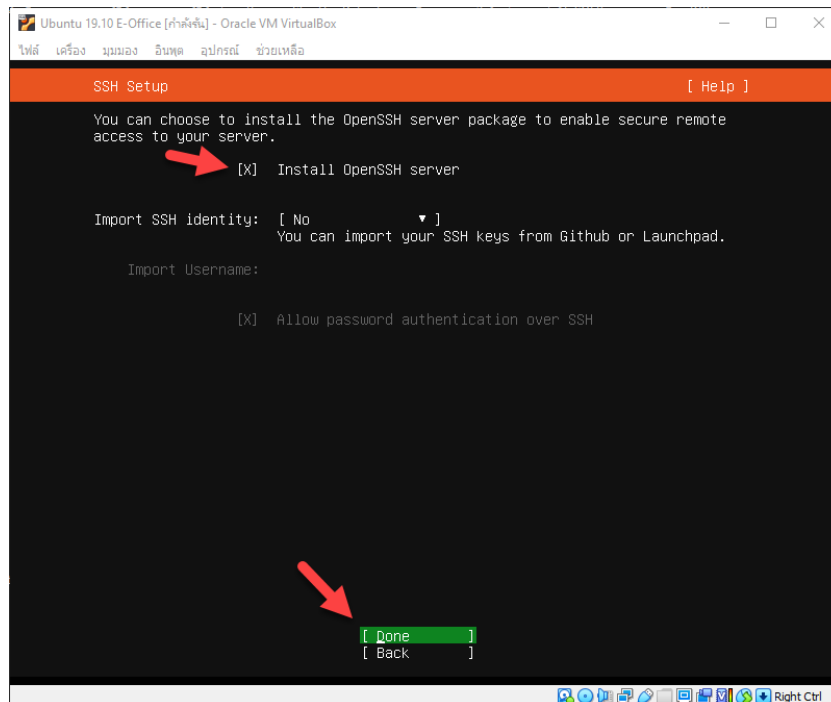 Ubuntu 19.10 E-Office [กำลังรัน] - Oracle VM VirtualBox
ไฟล์ เครื่อง มุมมอง อินพุต อุปกรณ์ ช่วยเหลือ
SSH Setup [ Help ]
You can choose to install the OpenSSH server package to enable secure remote
access to your server.
[X] Install OpenSSH server
Import SSH identity: [ No ▼ ]
You can import your SSH keys from Github or Launchpad.
Import Username:
[X] Allow password authentication over SSH
[ Done ]
[ Back ]
Right Ctrl